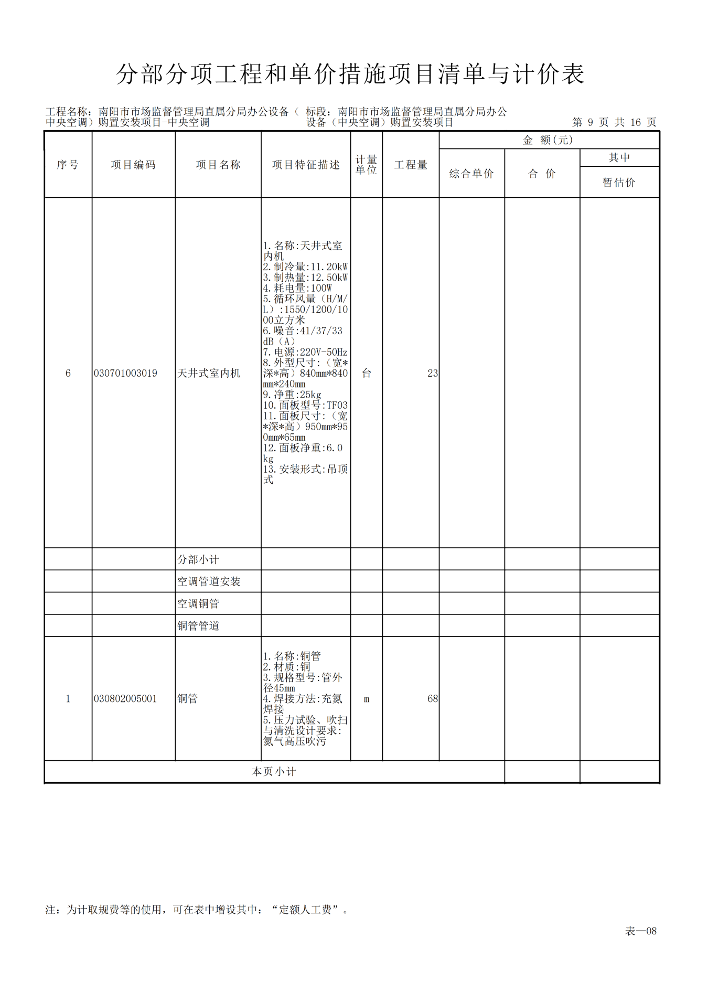 分部分项工程和单价措施项目清单与计价表
工程名称：南阳市市场监督管理局直属分局办公设备（
中央空调）购置安装项目-中央空调
标段：南阳市市场监督管理局直属分局办公
设备（中央空调）购置安装项目
第 9 页 共 16 页
序号
项目编码
项目名称
项目特征描述
计量
单位
工程量
金 额(元)
综合单价
合 价
其中
暂估价
6
030701003019
天井式室内机
1.名称:天井式室
内机
2.制冷量:11.20kW
3.制热量:12.50kW
4.耗电量:100W
5.循环风量（H/M/
L）:1550/1200/10
00立方米
6.噪音:41/37/33
dB（A）
7.电源:220V-50Hz
8.外型尺寸:（宽*
深*高）840mm*840
mm*240mm
9.净重:25kg
10.面板型号:TF03
11.面板尺寸:（宽
*深*高）950mm*95
0mm*65mm
12.面板净重:6.0
kg
13.安装形式:吊顶
式
台
23
分部小计
空调管道安装
空调铜管
铜管管道
1
030802005001
铜管
1.名称:铜管
2.材质:铜
3.规格型号:管外
径45mm
4.焊接方法:充氮
焊接
5.压力试验、吹扫
与清洗设计要求:
氮气高压吹污
m
68
本页小计
注：为计取规费等的使用，可在表中增设其中：“定额人工费”。
表—08